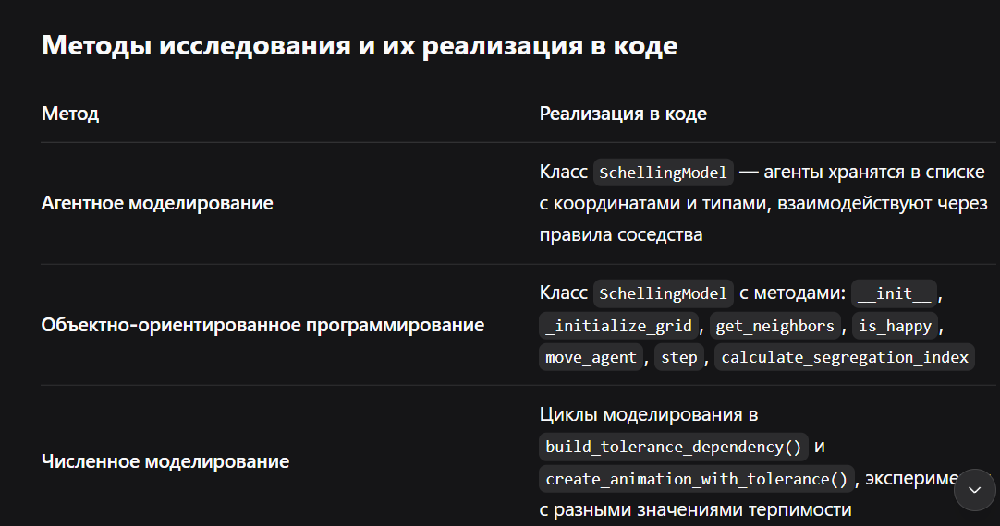 Методы исследования и их реализация в коде
Метод
Реализация в коде
Агентное моделирование
Класс SchellingModel — агенты хранятся в списке
с координатами и типами, взаимодействуют через
правила соседства
Объектно-ориентированное программирование
Класс SchellingModel с методами: __init__,
_initialize_grid, get_neighbors, is_happy,
move_agent, step, calculate_segregation_index
Численное моделирование
Циклы моделирования в
build_tolerance_dependency() и
create_animation_with_tolerance(),
с разными значениями терпимости